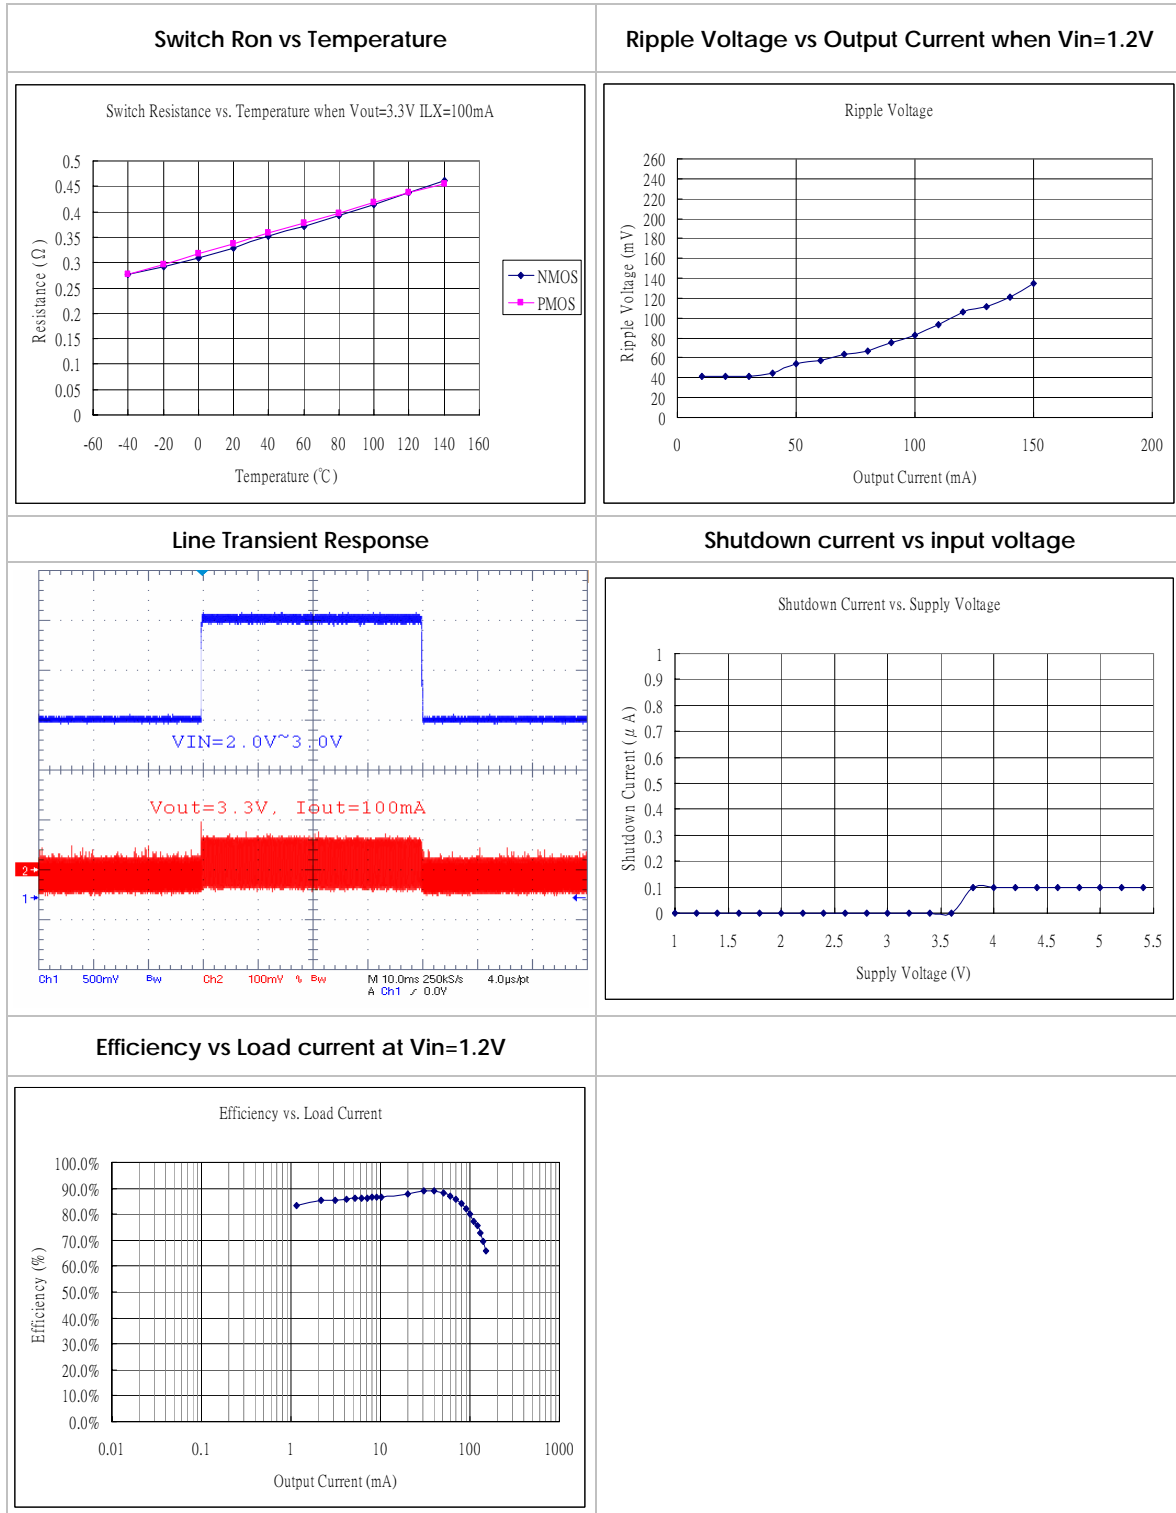 Switch Ron vs Temperature
Ripple Voltage vs Output Current when Vin=1.2V
Switch Resistance vs. Temperature when Vout=3.3V ILX=100mA
0.5
0.45
0.4
0.35
0.3
0.25
0.2
0.15
0.1
0.05
0
Resistance (Ω)
-60 -40 -20 0 20 40 60 80 100 120 140 160
Temperature (℃)
NMOS
PMOS
Ripple Voltage
260
240
220
200
180
160
140
120
100
80
60
40
20
0
Ripple Voltage (mV)
0 50 100 150 200
Output Current (mA)
Line Transient Response
Shutdown current vs input voltage
VIN=2.0V~3.0V
Vout=3.3V, Iout=100mA
2
1
Ch1 500mV Bw Ch2 100mV % Bw M 10.0ms 250kS/s 4.0µs/pt
A Ch1 ∕ 0.0V
Shutdown Current vs. Supply Voltage
1
0.9
0.8
0.7
0.6
0.5
0.4
0.3
0.2
0.1
0
Shutdown Current (μA)
1 1.5 2 2.5 3 3.5 4 4.5 5 5.5
Supply Voltage (V)
Efficiency vs Load current at Vin=1.2V
Efficiency vs. Load Current
100.0%
90.0%
80.0%
70.0%
60.0%
50.0%
40.0%
30.0%
20.0%
10.0%
0.0%
Efficiency (%)
0.01 0.1 1 10 100 1000
Output Current (mA)